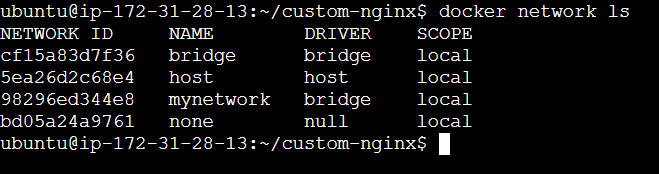 ubuntu@ip-172-31-28-13:~/custom-nginx$ docker network ls
NETWORK ID     NAME        DRIVER    SCOPE
cf15a83d7f36   bridge      bridge    local
5ea26d2c68e4   host        host      local
98296ed344e8   mynetwork   bridge    local
bd05a24a9761   none        null      local
ubuntu@ip-172-31-28-13:~/custom-nginx$